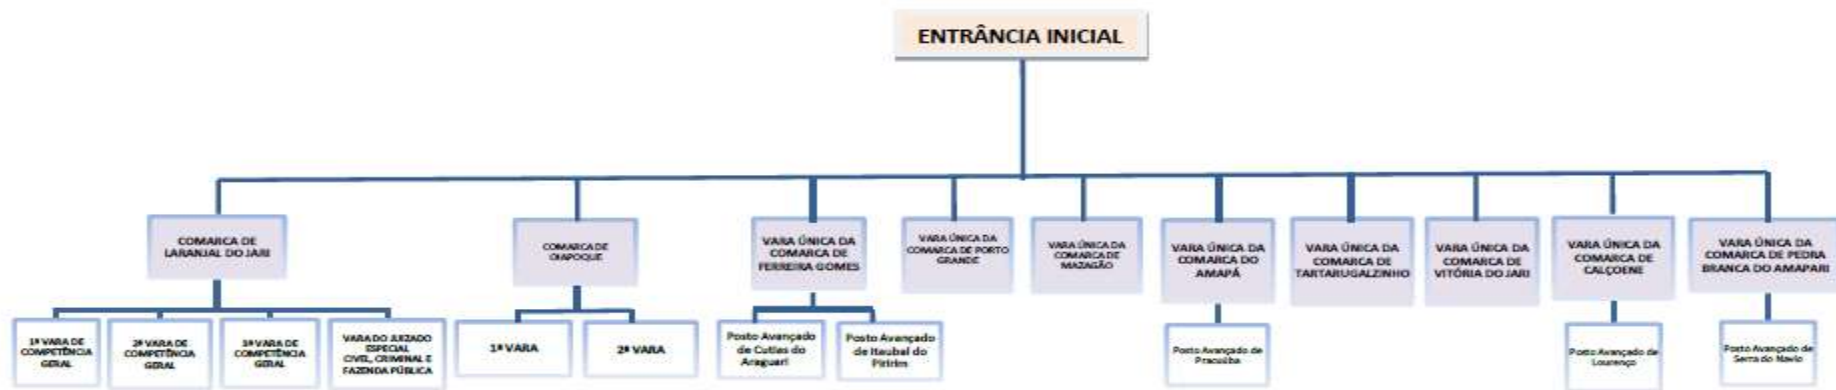 ENTRÂNCIA INICIAL
COMARCA DE
LARANJAL DO JARI
COMARCA DE
OIAPOQUE
VARA ÚNICA DA
COMARCA DE
FERREIRA GOMES
VARA ÚNICA DA
COMARCA DE PORTO
GRANDE
VARA ÚNICA DA
COMARCA DE
MAZAGÃO
VARA ÚNICA DA
COMARCA DO
AMAPÁ
VARA ÚNICA DA
COMARCA DE
TARTARUGALZINHO
VARA ÚNICA DA
COMARCA DE
VITÓRIA DO JARI
VARA ÚNICA DA
COMARCA DE
CALÇOENE
VARA ÚNICA DA
COMARCA DE PEDRA
BRANCA DO AMAPARI
1ª VARA DE
COMPETÊNCIA
GERAL
2ª VARA DE
COMPETÊNCIA
GERAL
3ª VARA DE
COMPETÊNCIA
GERAL
VARA DO JUIZADO
ESPECIAL
CIVEL, CRIMINAL E
FAZENDA PÚBLICA
1ª VARA
2ª VARA
Posto Avançado
de Cutias do
Araguari
Posto Avançado
de Itaubal do
Piririm
Posto Avançado de
Pracuúba
Posto Avançado de
Lourenço
Posto Avançado de
Serra do Navio